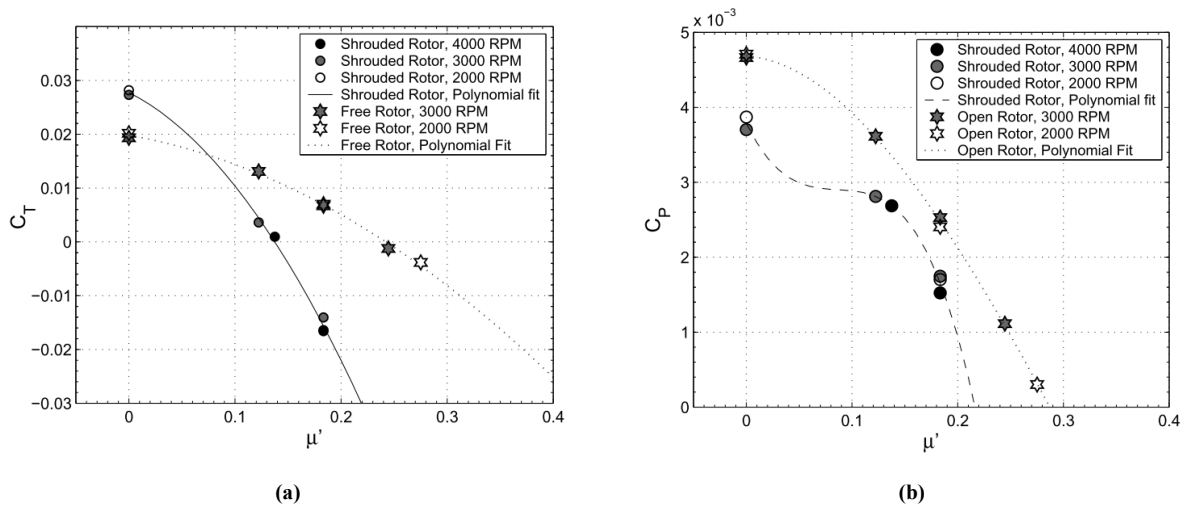 Shrouded Rotor, 4000 RPM
Shrouded Rotor, 3000 RPM
Shrouded Rotor, 2000 RPM
Shrouded Rotor, Polynomial fit
Free Rotor, 3000 RPM
Free Rotor, 2000 RPM
Free Rotor, Polynomial Fit
0.03
0.02
0.01
0
−0.01
−0.02
−0.03
C_T
0
0.1
0.2
0.3
0.4
μ'
(a)
x 10⁻³
Shrouded Rotor, 4000 RPM
Shrouded Rotor, 3000 RPM
Shrouded Rotor, 2000 RPM
Shrouded Rotor, Polynomial fit
Open Rotor, 3000 RPM
Open Rotor, 2000 RPM
Open Rotor, Polynomial Fit
5
4
3
2
1
0
C_P
0
0.1
0.2
0.3
0.4
μ'
(b)